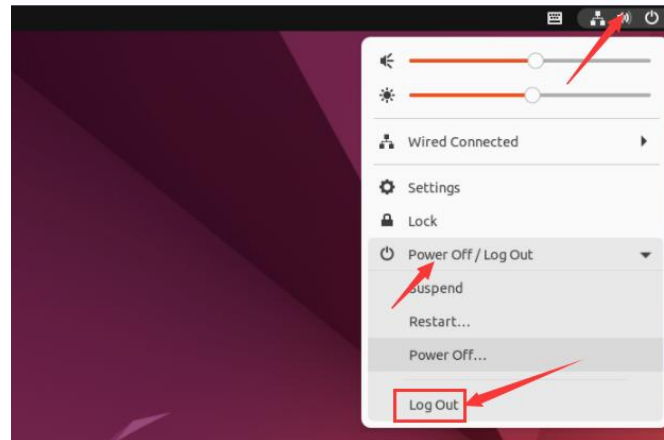 Wired Connected
Settings
Lock
Power Off / Log Out
Suspend
Restart...
Power Off...
Log Out